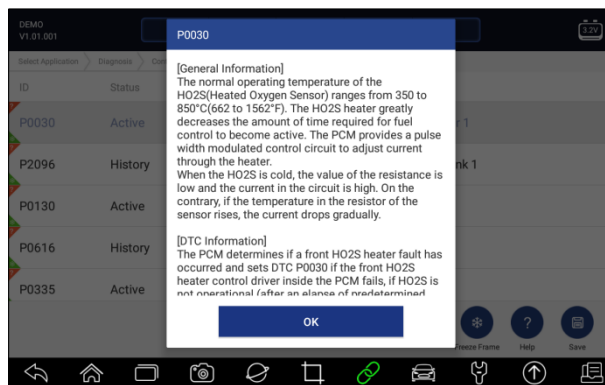 DEMO
V1.01.001
3.2V
P0030
Select Application
Diagnosis
ID
Status
P0030 Active
P2096 History
nk 1
P0130 Active
P0616 History
P0335 Active
[General Information]
The normal operating temperature of the
HO2S(Heated Oxygen Sensor) ranges from 350 to
850°C(662 to 1562°F). The HO2S heater greatly
decreases the amount of time required for fuel
control to become active. The PCM provides a pulse
width modulated control circuit to adjust current
through the heater.
When the HO2S is cold, the value of the resistance is
low and the current in the circuit is high. On the
contrary, if the temperature in the resistor of the
sensor rises, the current drops gradually.
[DTC Information]
The PCM determines if a front HO2S heater fault has
occurred and sets DTC P0030 if the front HO2S
heater control driver inside the PCM fails, if HO2S is
not operational (after an elapse of predetermined
OK
Freeze Frame
Help
Save